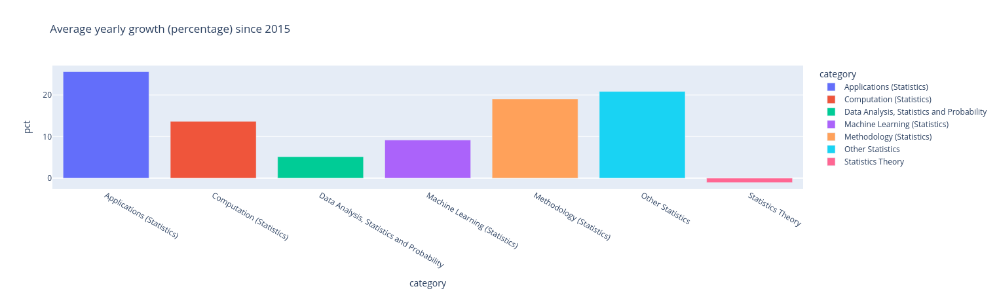 Average yearly growth (percentage) since 2015
pct
20
10
0
Applications (Statistics)
Computation (Statistics)
Data Analysis, Statistics and Probability
Machine Learning (Statistics)
Methodology (Statistics)
Other Statistics
Statistics Theory
category
category
Applications (Statistics)
Computation (Statistics)
Data Analysis, Statistics and Probability
Machine Learning (Statistics)
Methodology (Statistics)
Other Statistics
Statistics Theory